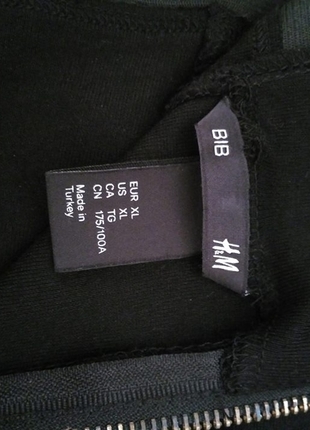 BIB
H&M
EUR XL
US XL
CA TG
CN 175/100A
Made in
Turkey